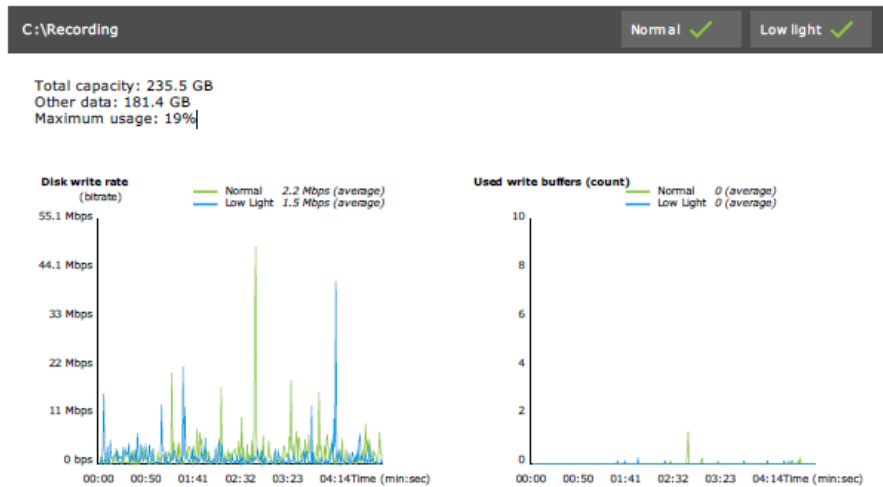 C:\Recording
Normal
Low light
Total capacity: 235.5 GB
Other data: 181.4 GB
Maximum usage: 19%
Disk write rate
(bitrate)
Normal 2.2 Mbps (average)
Low Light 1.5 Mbps (average)
55.1 Mbps
44.1 Mbps
33 Mbps
22 Mbps
11 Mbps
0 bps
00:00 00:50 01:41 02:32 03:23 04:14Time (min:sec)
Used write buffers (count)
Normal 0 (average)
Low Light 0 (average)
10
8
6
4
2
0
00:00 00:50 01:41 02:32 03:23 04:14Time (min:sec)